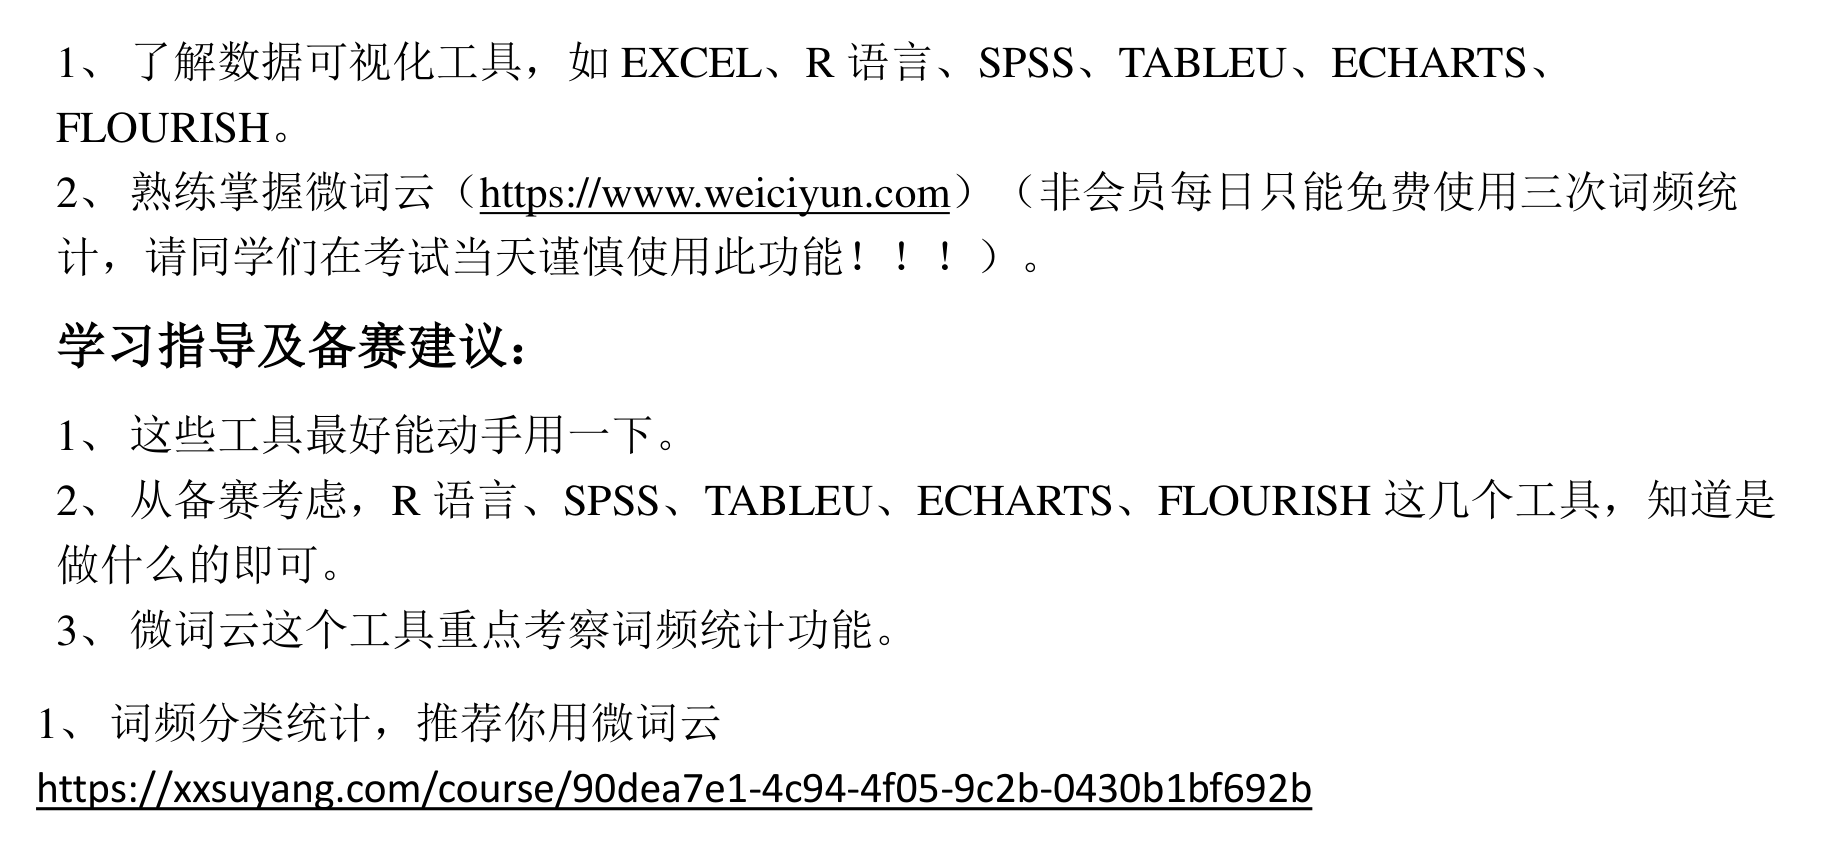 1、 了解数据可视化工具，如 EXCEL、R 语言、SPSS、TABLEU、ECHARTS、
FLOURISH。
2、 熟练掌握微词云（https://www.weiciyun.com）（非会员每日只能免费使用三次词频统
计，请同学们在考试当天谨慎使用此功能！！！）。
学习指导及备赛建议：
1、 这些工具最好能动手用一下。
2、 从备赛考虑，R 语言、SPSS、TABLEU、ECHARTS、FLOURISH 这几个工具，知道是
做什么的即可。
3、 微词云这个工具重点考察词频统计功能。
1、 词频分类统计，推荐你用微词云
https://xxsuyang.com/course/90dea7e1-4c94-4f05-9c2b-0430b1bf692b